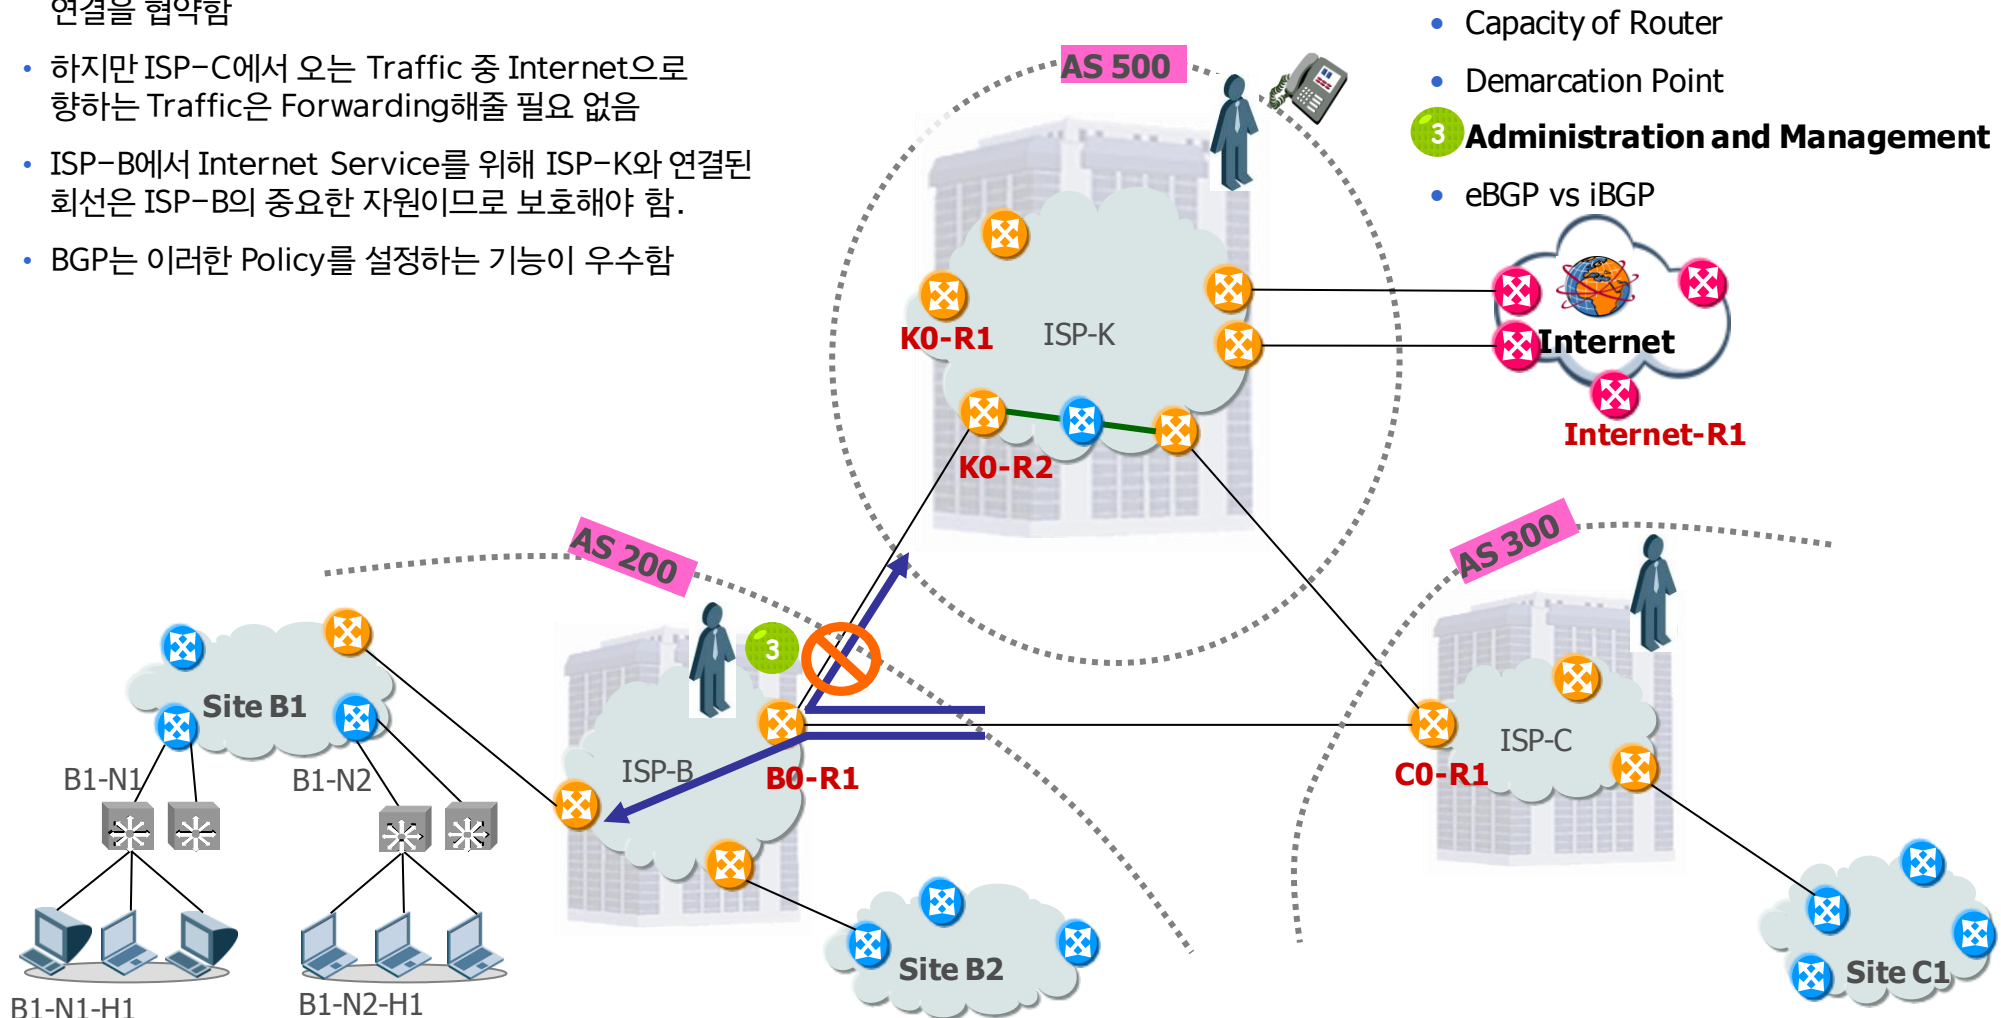 연결을 협약함
• 하지만 ISP-C에서 오는 Traffic 중 Internet으로
향하는 Traffic은 Forwarding해줄 필요 없음
• ISP-B에서 Internet Service를 위해 ISP-K와 연결된
회선은 ISP-B의 중요한 자원이므로 보호해야 함.
• BGP는 이러한 Policy를 설정하는 기능이 우수함
• Capacity of Router
• Demarcation Point
3 Administration and Management
• eBGP vs iBGP
AS 500
K0-R1
ISP-K
K0-R2
Internet
Internet-R1
AS 200
AS 300
3
Site B1
B1-N1
B1-N2
ISP-B
B0-R1
C0-R1
ISP-C
Site B2
Site C1
B1-N1-H1
B1-N2-H1